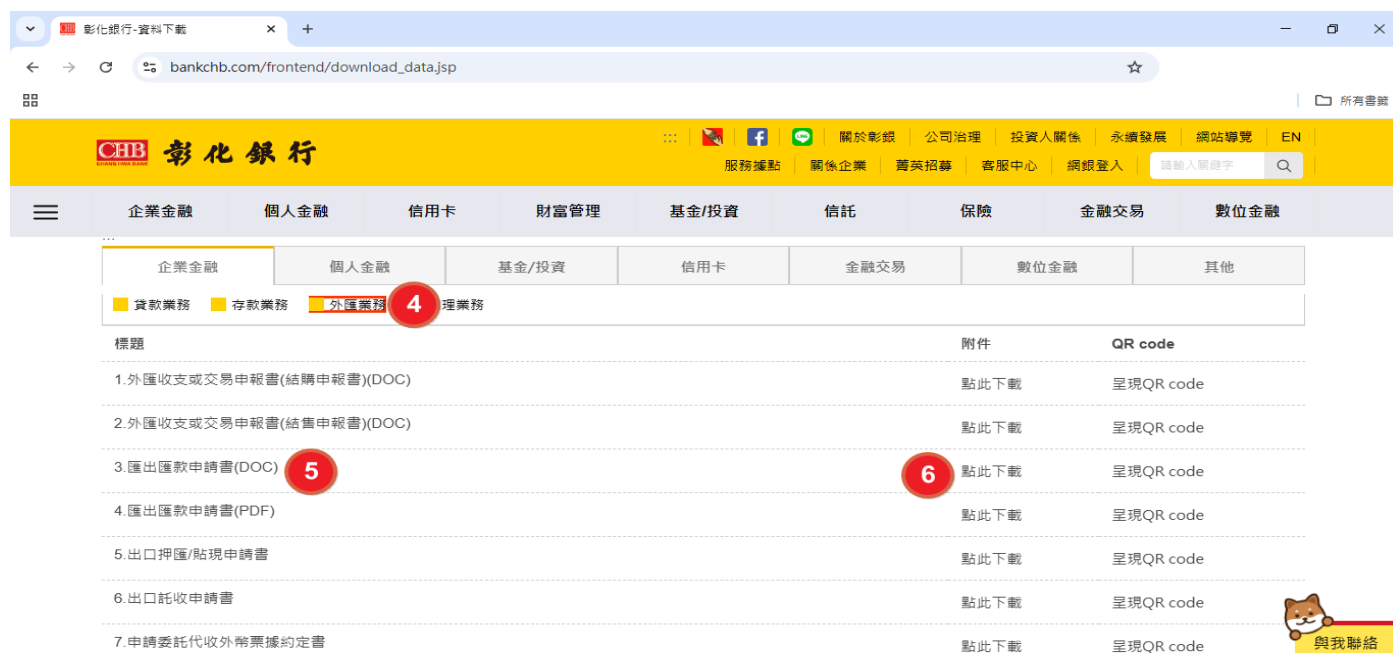 彰化銀行-資料下載
bankchb.com/frontend/download_data.jsp
所有書籤
CHB 彰化銀行
CHANG HWA BANK
::: 關於彰銀 公司治理 投資人關係 永續發展 網站導覽 EN
服務據點 關係企業 菁英招募 客服中心 網銀登入 請輸入關鍵字
企業金融 個人金融 信用卡 財富管理 基金/投資 信託 保險 金融交易 數位金融
:::
企業金融 個人金融 基金/投資 信用卡 金融交易 數位金融 其他
貸款業務 存款業務 外匯業務 4 理業務
標題 附件 QR code
1.外匯收支或交易申報書(結購申報書)(DOC) 點此下載 呈現QR code
2.外匯收支或交易申報書(結售申報書)(DOC) 點此下載 呈現QR code
3.匯出匯款申請書(DOC) 5 6 點此下載 呈現QR code
4.匯出匯款申請書(PDF) 點此下載 呈現QR code
5.出口押匯/貼現申請書 點此下載 呈現QR code
6.出口託收申請書 點此下載 呈現QR code
7.申請委託代收外幣票據約定書 點此下載 呈現QR code
與我聯絡